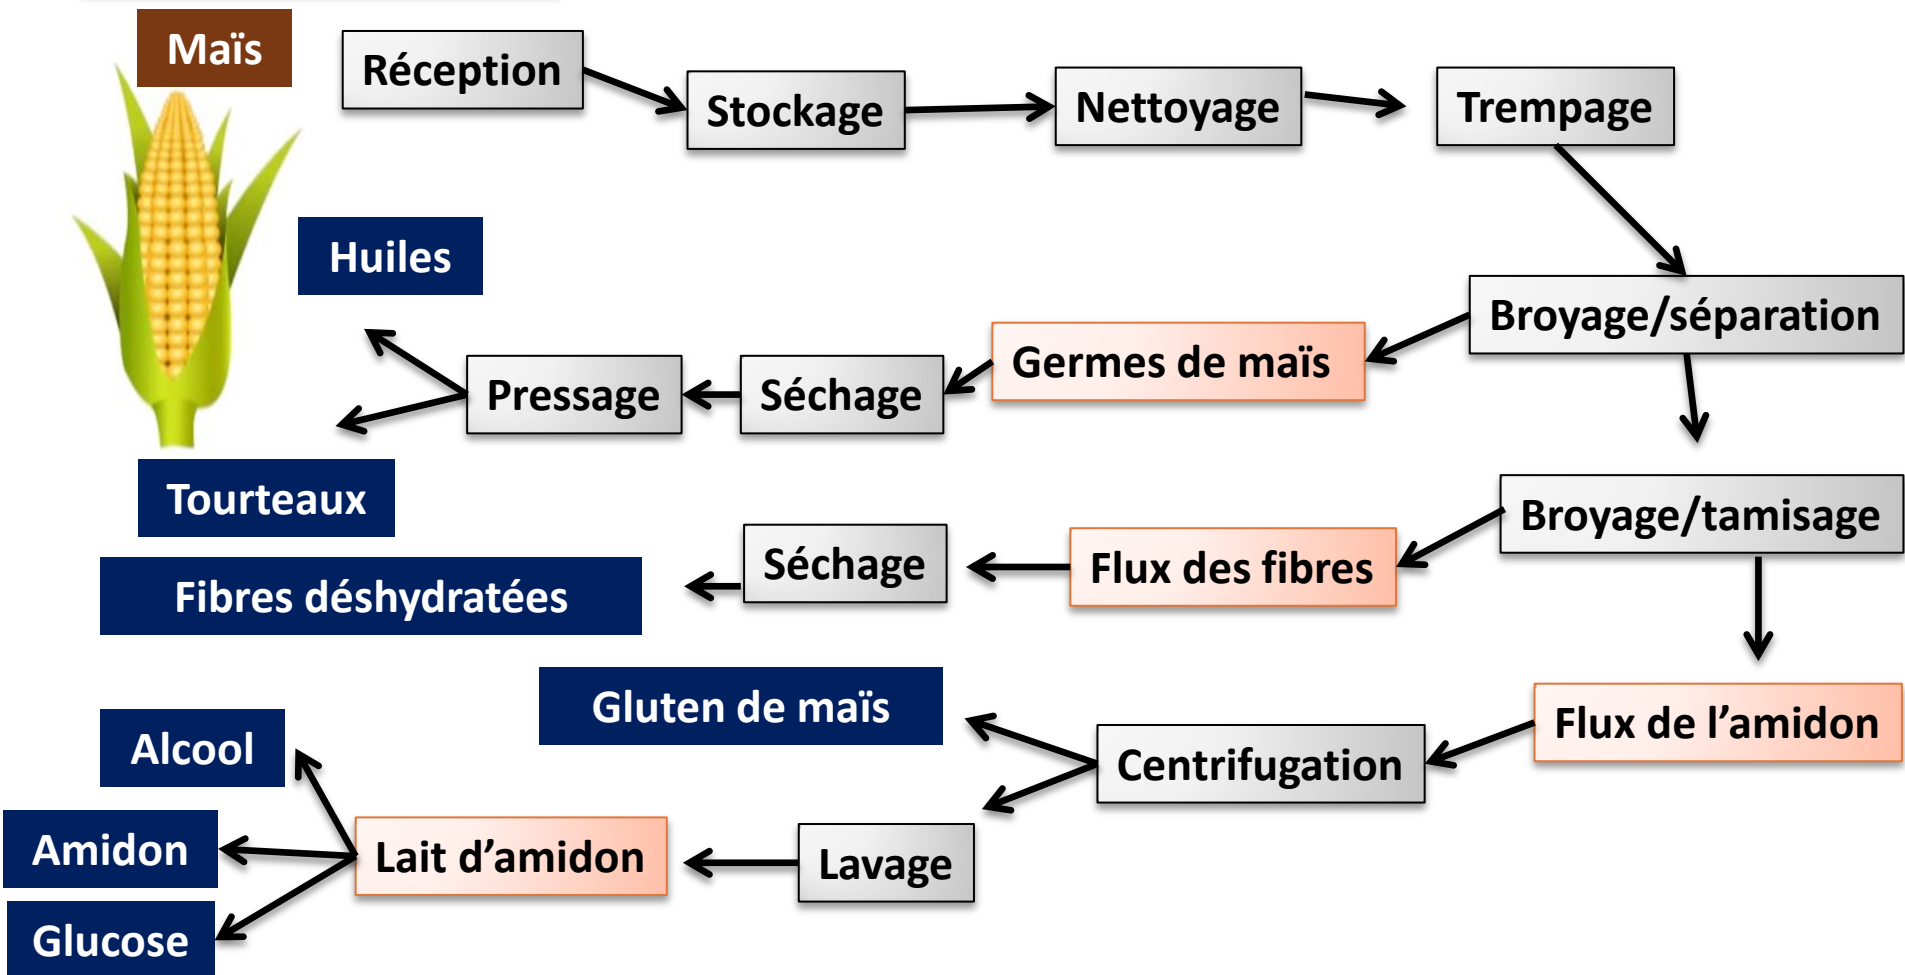 Maïs
Réception
Stockage
Nettoyage
Trempage
Huiles
Broyage/séparation
Germes de maïs
Séchage
Pressage
Tourteaux
Broyage/tamisage
Flux des fibres
Séchage
Fibres déshydratées
Gluten de maïs
Flux de l’amidon
Centrifugation
Alcool
Amidon
Lait d’amidon
Lavage
Glucose